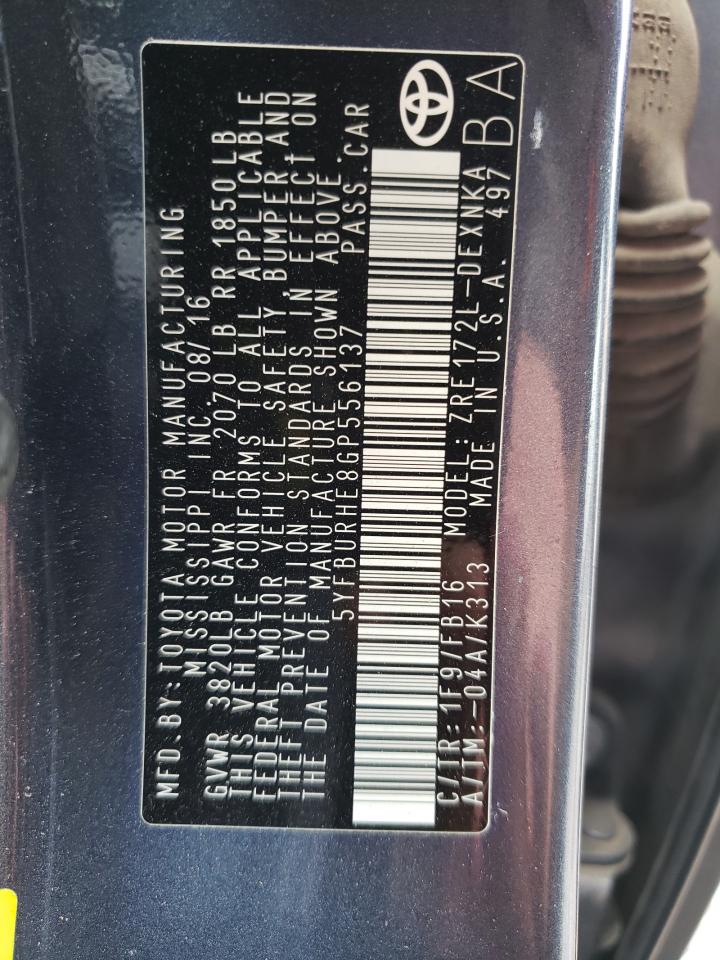 MFD.BY:TOYOTA MOTOR MANUFACTURING
MISSISSIPPI INC. 08/16
GVWR 3820LB GAWR FR 2070 LB RR 1850 LB
THIS VEHICLE CONFORMS TO ALL APPLICABLE
FEDERAL MOTOR VEHICLE SAFETY, BUMPER AND
THEFT PREVENTION STANDARDS IN EFFECT ON
THE DATE OF MANUFACTURE SHOWN ABOVE.
5YFBURHE8GP556137 PASS. CAR
C/TR: 1F9/FB16 MODEL: ZRE172L-DEXNKA
A/TM:-04A/K313 MADE IN U.S.A. 497
BA